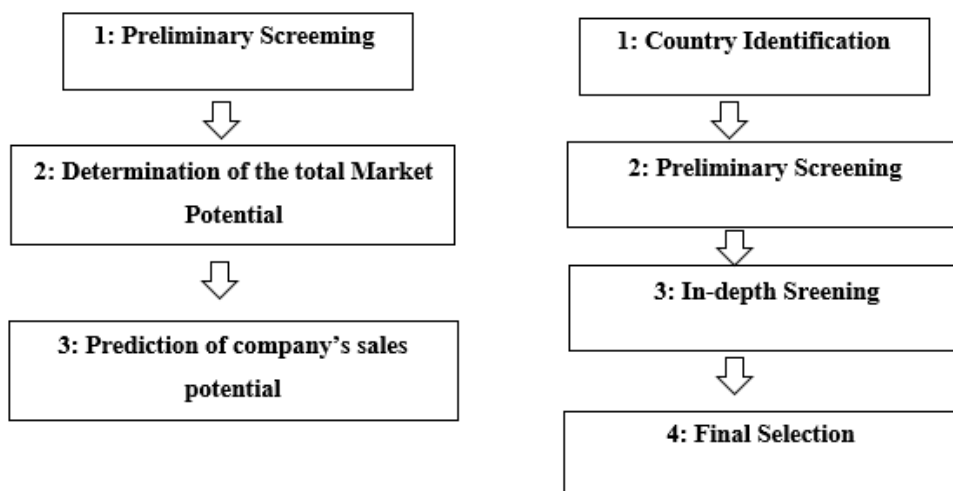 1: Preliminary Screeming
2: Determination of the total Market
Potential
3: Prediction of company’s sales
potential
1: Country Identification
2: Preliminary Screening
3: In-depth Sreening
4: Final Selection